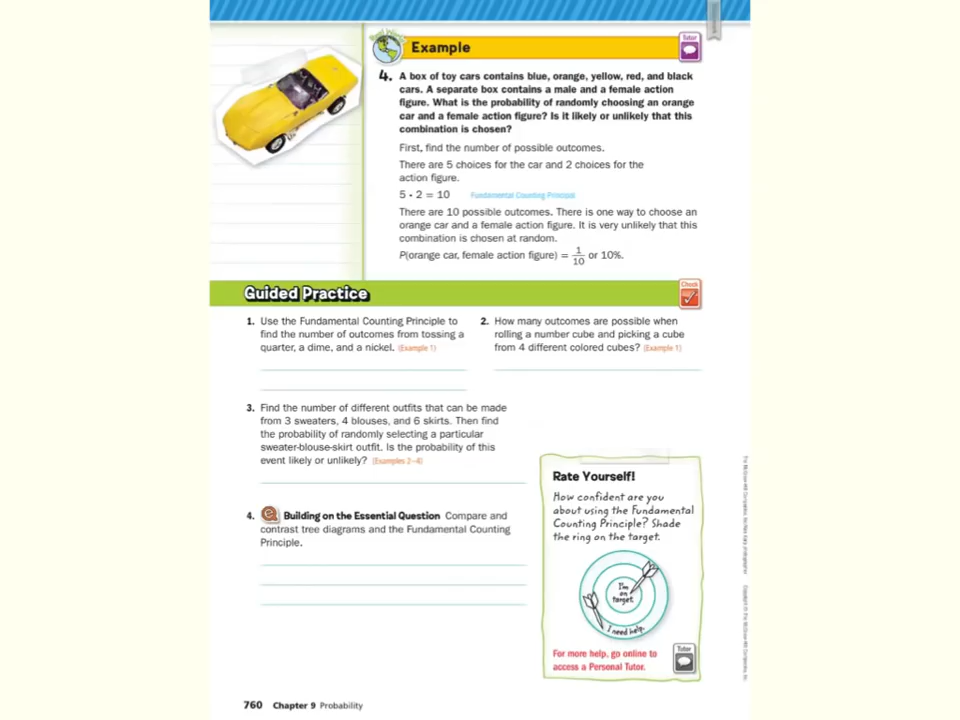 Tutor
Example
4. A box of toy cars contains blue, orange, yellow, red, and black
cars. A separate box contains a male and a female action
figure. What is the probability of randomly choosing an orange
car and a female action figure? Is it likely or unlikely that this
combination is chosen?
First, find the number of possible outcomes.
There are 5 choices for the car and 2 choices for the
action figure.
5 • 2 = 10 Fundamental Counting Principal
There are 10 possible outcomes. There is one way to choose an
orange car and a female action figure. It is very unlikely that this
combination is chosen at random.
P(orange car, female action figure) = 1/10 or 10%.
Guided Practice
Check
1. Use the Fundamental Counting Principle to
find the number of outcomes from tossing a
quarter, a dime, and a nickel. (Example 1)
2. How many outcomes are possible when
rolling a number cube and picking a cube
from 4 different colored cubes? (Example 1)
3. Find the number of different outfits that can be made
from 3 sweaters, 4 blouses, and 6 skirts. Then find
the probability of randomly selecting a particular
sweater-blouse-skirt outfit. Is the probability of this
event likely or unlikely? (Examples 2–4)
4. Building on the Essential Question Compare and
contrast tree diagrams and the Fundamental Counting
Principle.
Rate Yourself!
How confident are you
about using the Fundamental
Counting Principle? Shade
the ring on the target.
I'm
on
target.
I need help.
For more help, go online to
access a Personal Tutor.
Tutor
760 Chapter 9 Probability